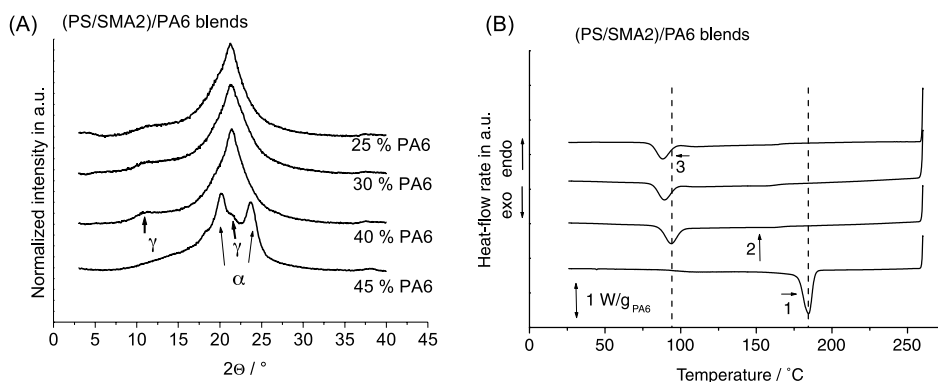 (A)
(PS/SMA2)/PA6 blends
Normalized intensity in a.u.
25 % PA6
30 % PA6
40 % PA6
45 % PA6
γ
γ
α
0 5 10 15 20 25 30 35 40 45
2Θ / °
(B)
(PS/SMA2)/PA6 blends
Heat-flow rate in a.u.
exo endo
3
2
1
1 W/gPA6
0 50 100 150 200 250
Temperature / °C